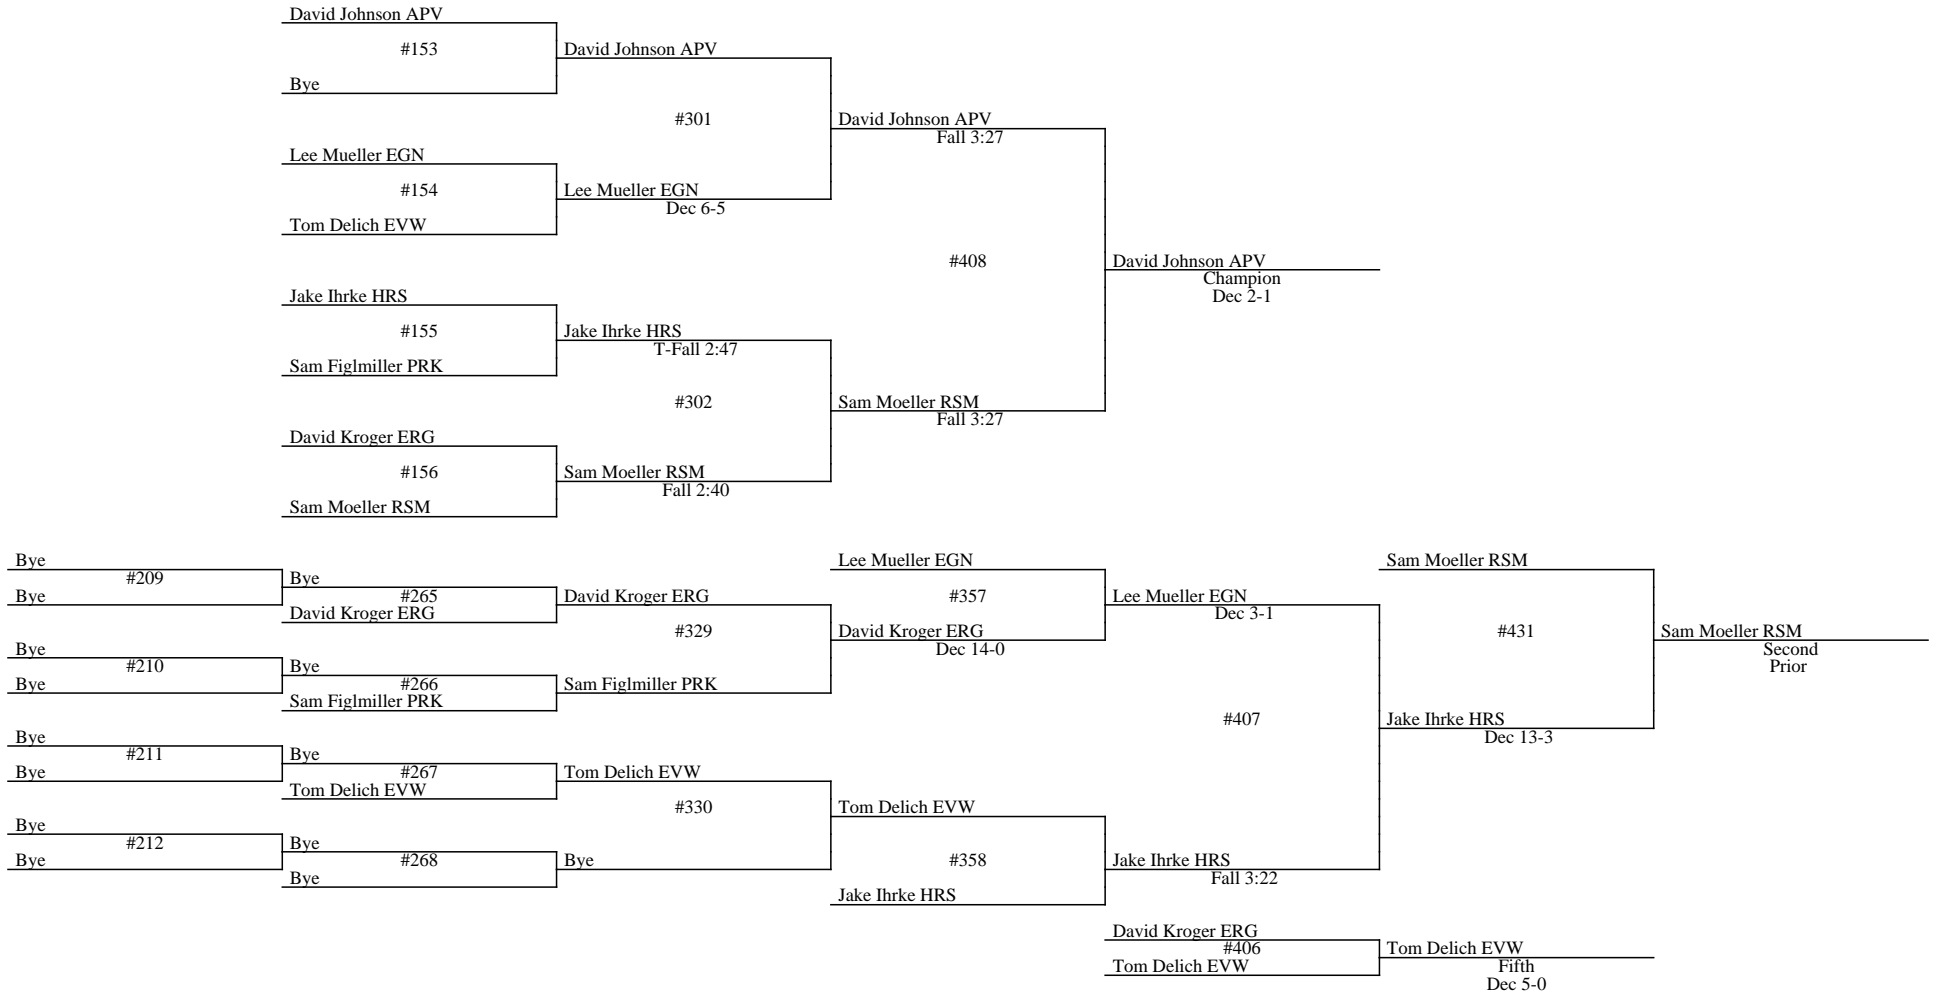 David Johnson APV
#153
David Johnson APV
Bye
#301
David Johnson APV
Fall 3:27
Lee Mueller EGN
#154
Lee Mueller EGN
Dec 6-5
Tom Delich EVW
#408
David Johnson APV
Champion
Dec 2-1
Jake Ihrke HRS
#155
Jake Ihrke HRS
T-Fall 2:47
Sam Figlmiller PRK
#302
Sam Moeller RSM
Fall 3:27
David Kroger ERG
#156
Sam Moeller RSM
Fall 2:40
Sam Moeller RSM
Bye
#209
Bye
Bye
#265
David Kroger ERG
David Kroger ERG
#329
Bye
#210
Bye
Bye
#266
Sam Figlmiller PRK
Sam Figlmiller PRK
Lee Mueller EGN
#357
David Kroger ERG
Dec 14-0
Lee Mueller EGN
Dec 3-1
Sam Moeller RSM
#431
Sam Moeller RSM
Second
Prior
#407
Jake Ihrke HRS
Dec 13-3
Bye
#211
Bye
Bye
#267
Tom Delich EVW
Tom Delich EVW
#330
Tom Delich EVW
Bye
#212
Bye
Bye
#268
Bye
Bye
#358
Jake Ihrke HRS
Fall 3:22
Jake Ihrke HRS
David Kroger ERG
#406
Tom Delich EVW
Tom Delich EVW
Fifth
Dec 5-0